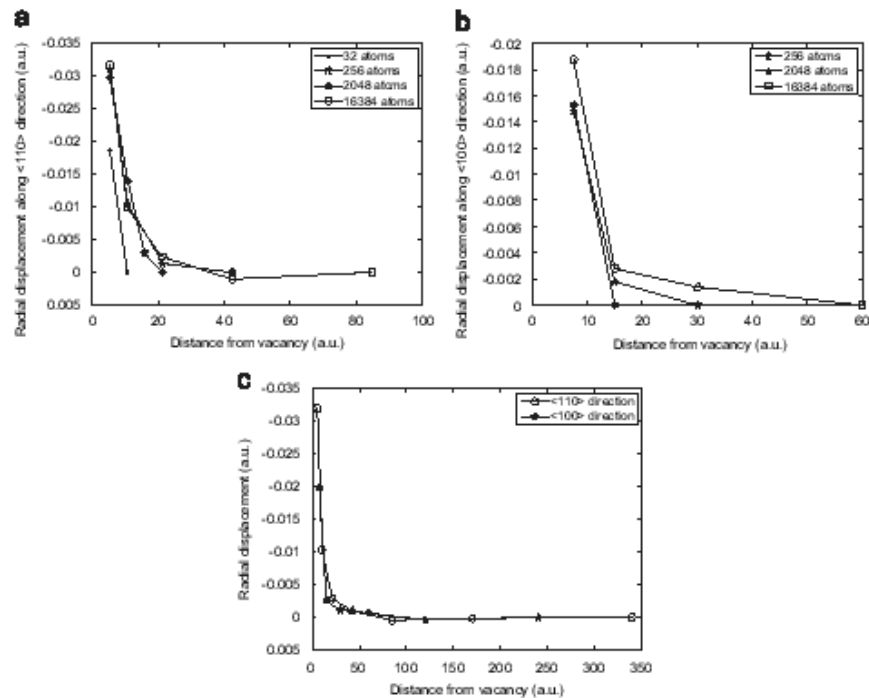 a
Radial displacement along <110> direction (a.u.)
-0.035
-0.03
-0.025
-0.02
-0.015
-0.01
-0.005
0
0.005
0
20
40
60
80
100
Distance from vacancy (a.u.)
32 atoms
256 atoms
2048 atoms
16384 atoms
b
Radial displacement along <100> direction (a.u.)
-0.02
-0.018
-0.016
-0.014
-0.012
-0.01
-0.008
-0.006
-0.004
-0.002
0
0
10
20
30
40
50
60
Distance from vacancy (a.u.)
256 atoms
2048 atoms
16384 atoms
c
Radial displacement (a.u.)
-0.035
-0.03
-0.025
-0.02
-0.015
-0.01
-0.005
0
0.005
0
50
100
150
200
250
300
350
Distance from vacancy (a.u.)
<110> direction
<100> direction